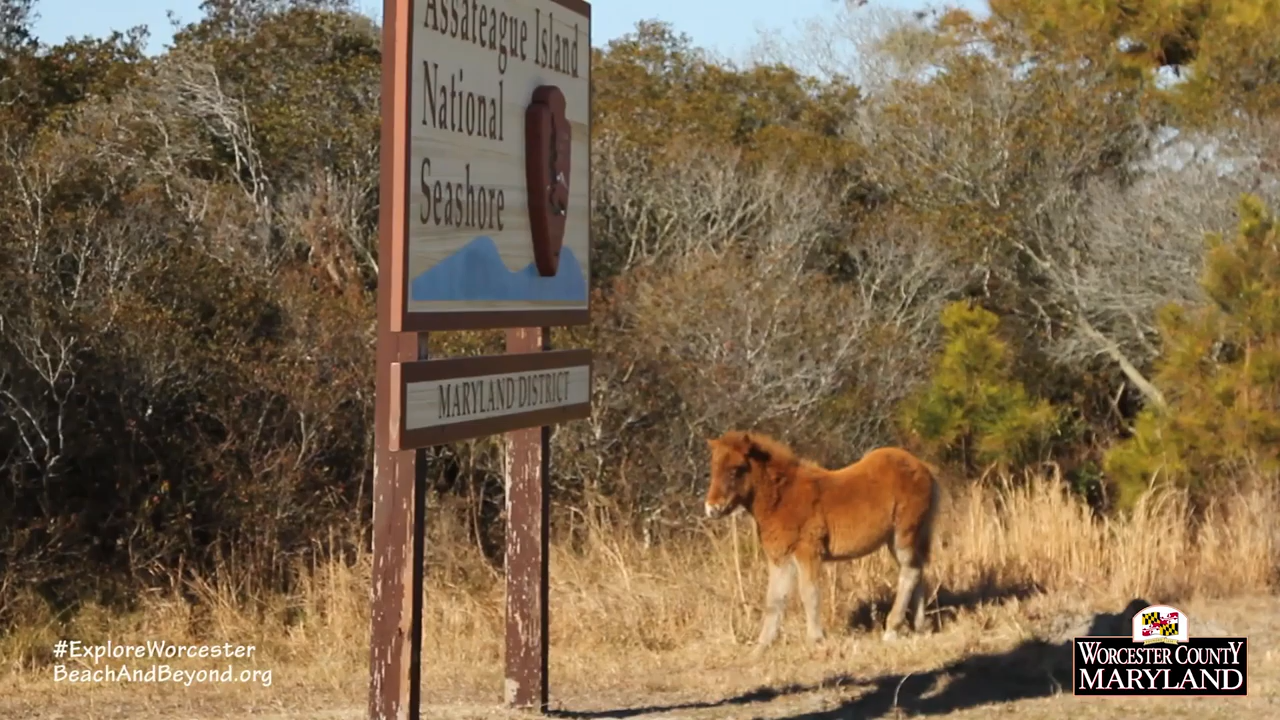 Assateague Island
National
Seashore
MARYLAND DISTRICT
#ExploreWorcester
BeachAndBeyond.org
WORCESTER COUNTY
MARYLAND